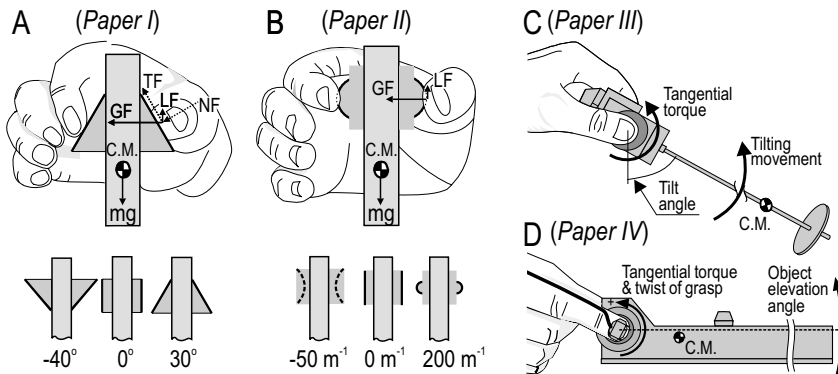 A (Paper I)
TF
LF
NF
GF
C.M.
mg
-40° 0° 30°
B (Paper II)
LF
GF
C.M.
mg
-50 m⁻¹ 0 m⁻¹ 200 m⁻¹
C (Paper III)
Tangential
torque
Tilting
movement
Tilt
angle
C.M.
D (Paper IV)
Tangential torque
& twist of grasp
Object
elevation
angle
+
C.M.